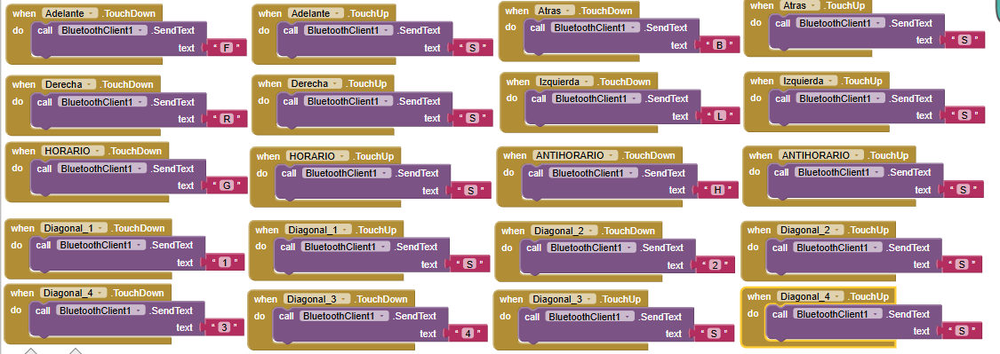 when Adelante .TouchDown
do call BluetoothClient1 .SendText
text " F "
when Adelante .TouchUp
do call BluetoothClient1 .SendText
text " S "
when Atras .TouchDown
do call BluetoothClient1 .SendText
text " B "
when Atras .TouchUp
do call BluetoothClient1 .SendText
text " S "
when Derecha .TouchDown
do call BluetoothClient1 .SendText
text " R "
when Derecha .TouchUp
do call BluetoothClient1 .SendText
text " S "
when Izquierda .TouchDown
do call BluetoothClient1 .SendText
text " L "
when Izquierda .TouchUp
do call BluetoothClient1 .SendText
text " S "
when HORARIO .TouchDown
do call BluetoothClient1 .SendText
text " G "
when HORARIO .TouchUp
do call BluetoothClient1 .SendText
text " S "
when ANTIHORARIO .TouchDown
do call BluetoothClient1 .SendText
text " H "
when ANTIHORARIO .TouchUp
do call BluetoothClient1 .SendText
text " S "
when Diagonal_1 .TouchDown
do call BluetoothClient1 .SendText
text " 1 "
when Diagonal_1 .TouchUp
do call BluetoothClient1 .SendText
text " S "
when Diagonal_2 .TouchDown
do call BluetoothClient1 .SendText
text " 2 "
when Diagonal_2 .TouchUp
do call BluetoothClient1 .SendText
text " S "
when Diagonal_4 .TouchDown
do call BluetoothClient1 .SendText
text " 3 "
when Diagonal_3 .TouchDown
do call BluetoothClient1 .SendText
text " 4 "
when Diagonal_3 .TouchUp
do call BluetoothClient1 .SendText
text " S "
when Diagonal_4 .TouchUp
do call BluetoothClient1 .SendText
text " S "